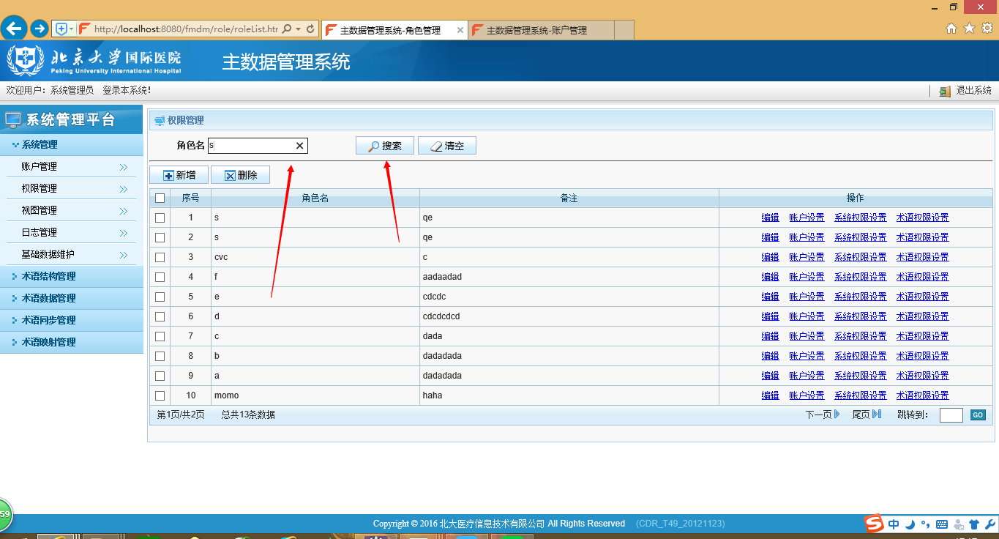 http://localhost:8080/fmdm/role/roleList.htr
主数据管理系统-角色管理
主数据管理系统-账户管理
北京大学国际医院
Peking University International Hospital
主数据管理系统
欢迎用户：系统管理员 登录本系统!
退出系统
系统管理平台
系统管理
账户管理
权限管理
视图管理
日志管理
基础数据维护
术语结构管理
术语数据管理
术语同步管理
术语映射管理
权限管理
角色名 s 搜索 清空
新增 删除
序号 角色名 备注 操作
1 s qe 编辑 账户设置 系统权限设置 术语权限设置
2 s qe 编辑 账户设置 系统权限设置 术语权限设置
3 cvc c 编辑 账户设置 系统权限设置 术语权限设置
4 f aadaadad 编辑 账户设置 系统权限设置 术语权限设置
5 e cdcdc 编辑 账户设置 系统权限设置 术语权限设置
6 d cdcdcdcd 编辑 账户设置 系统权限设置 术语权限设置
7 c dada 编辑 账户设置 系统权限设置 术语权限设置
8 b dadadada 编辑 账户设置 系统权限设置 术语权限设置
9 a dadadada 编辑 账户设置 系统权限设置 术语权限设置
10 momo haha 编辑 账户设置 系统权限设置 术语权限设置
第1页/共2页 总共13条数据 下一页 尾页 跳转到： GO
59
Copyright © 2016 北大医疗信息技术有限公司 All Rights Reserved (CDR_T49_20121123)
中